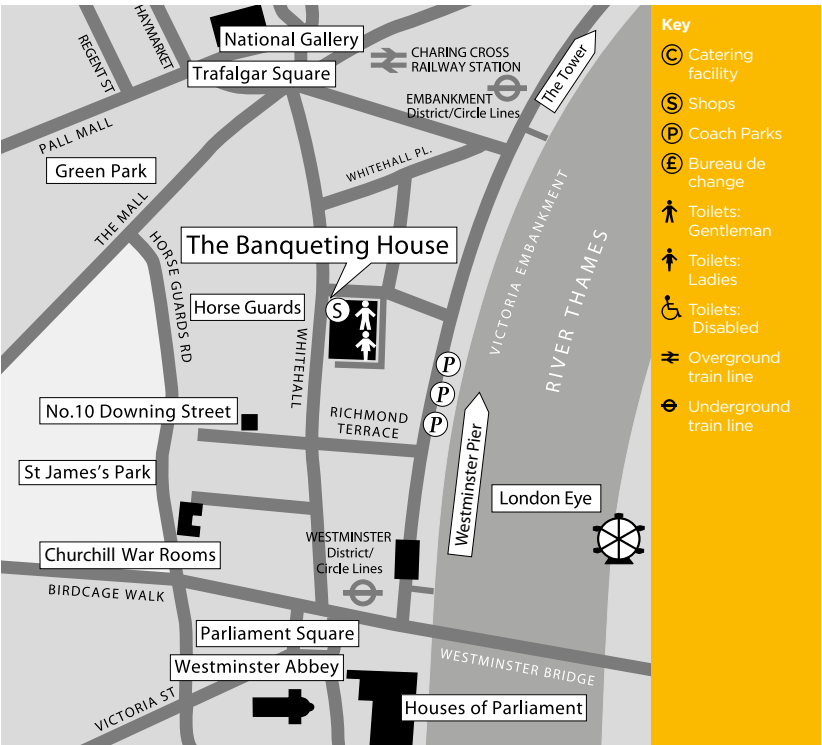 National Gallery
Trafalgar Square
REGENT ST
HAYMARKET
CHARING CROSS
RAILWAY STATION
EMBANKMENT
District/Circle Lines
The Tower
PALL MALL
Green Park
THE MALL
WHITEHALL PL.
HORSE GUARDS RD
The Banqueting House
Horse Guards
S
WHITEHALL
VICTORIA EMBANKMENT
RIVER THAMES
P
P
P
No.10 Downing Street
RICHMOND
TERRACE
St James's Park
Westminster Pier
London Eye
Churchill War Rooms
WESTMINSTER
District/
Circle Lines
BIRDCAGE WALK
Parliament Square
Westminster Abbey
WESTMINSTER BRIDGE
VICTORIA ST
Houses of Parliament
Key
C Catering
facility
S Shops
P Coach Parks
£ Bureau de
change
Toilets:
Gentleman
Toilets:
Ladies
Toilets:
Disabled
Overground
train line
Underground
train line